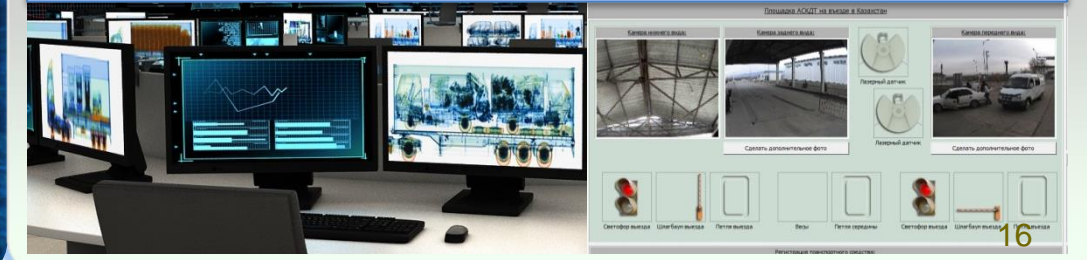 Площадка АСКДТ на въезде в Казахстан
Камера нижнего вида:
Камера заднего вида:
Камера переднего вида:
Лазерный датчик
Лазерный датчик
Сделать дополнительное фото
Сделать дополнительное фото
Светофор выезда
Шлагбаум выезда
Петля выезда
Весы
Петля середины
Светофор въезда
Шлагбаум въезда
Петля въезда
16
Регистрация транспортного средства: